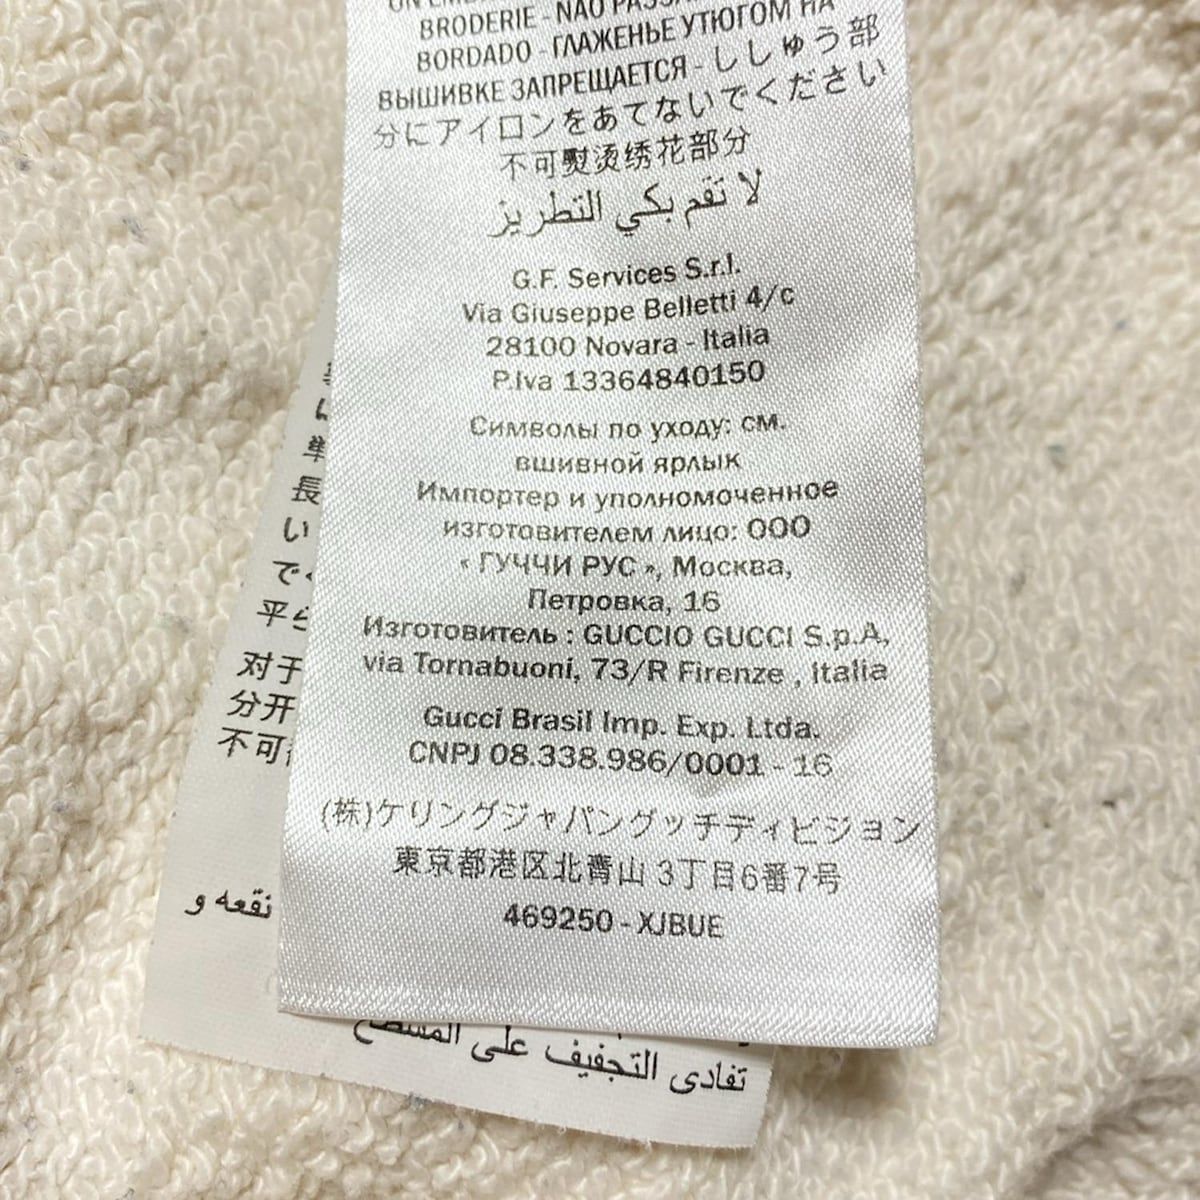 BRODERIE - NÃO
BORDADO - ГЛАЖЕНЬЕ УТЮГОМ НА
ВЫШИВКЕ ЗАПРЕЩАЕТСЯ - ししゅう部
分にアイロンをあてないでください
不可熨烫绣花部分
لا تقم بكي التطريز
G.F. Services S.r.l.
Via Giuseppe Belletti 4/c
28100 Novara - Italia
P.Iva 13364840150
Символы по уходу: см.
вшивной ярлык
Импортер и уполномоченное
изготовителем лицо: ООО
« ГУЧЧИ РУС », Москва,
Петровка, 16
Изготовитель : GUCCIO GUCCI S.p.A,
via Tornabuoni, 73/R Firenze , Italia
Gucci Brasil Imp. Exp. Ltda.
CNPJ 08.338.986/0001 - 16
(株)ケリングジャパングッチディビジョン
東京都港区北青山 3丁目6番7号
469250 - XJBUE
準
長
い
で
平
对于
分开
不可
نقعه و
على المسطح
تفادى التجفيف